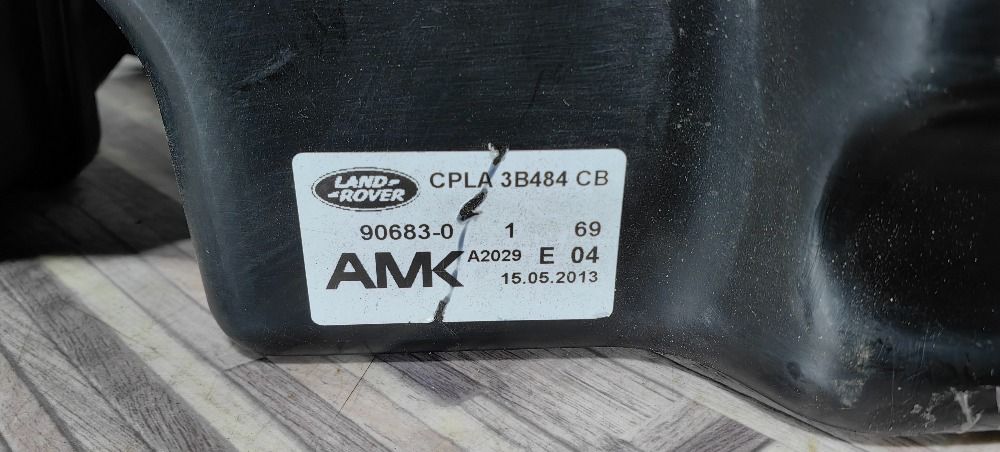 LAND-
-ROVER
CPLA 3B484 CB
90683-0 1 69
AMK A2029 E 04
15.05.2013